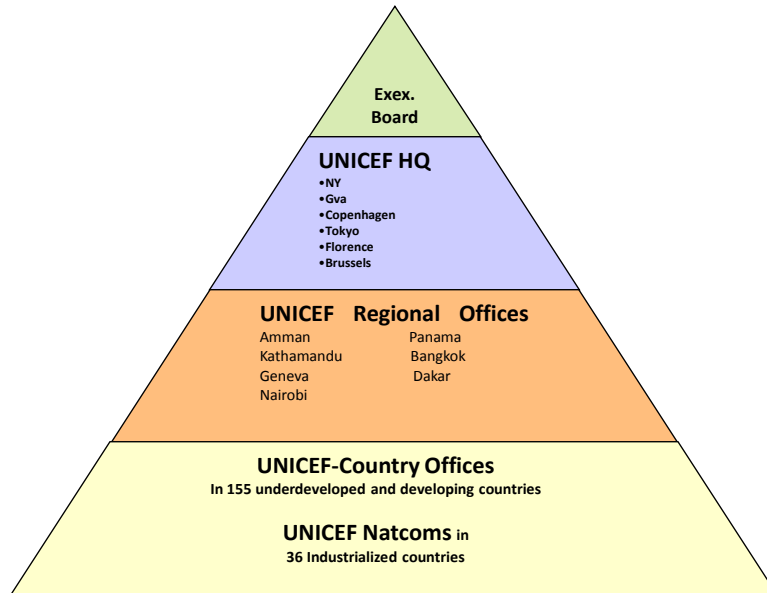 Exex.
Board
UNICEF HQ
•NY
•Gva
•Copenhagen
•Tokyo
•Florence
•Brussels
UNICEF Regional Offices
Amman Panama
Kathamandu Bangkok
Geneva Dakar
Nairobi
UNICEF-Country Offices
In 155 underdeveloped and developing countries
UNICEF Natcoms in
36 Industrialized countries